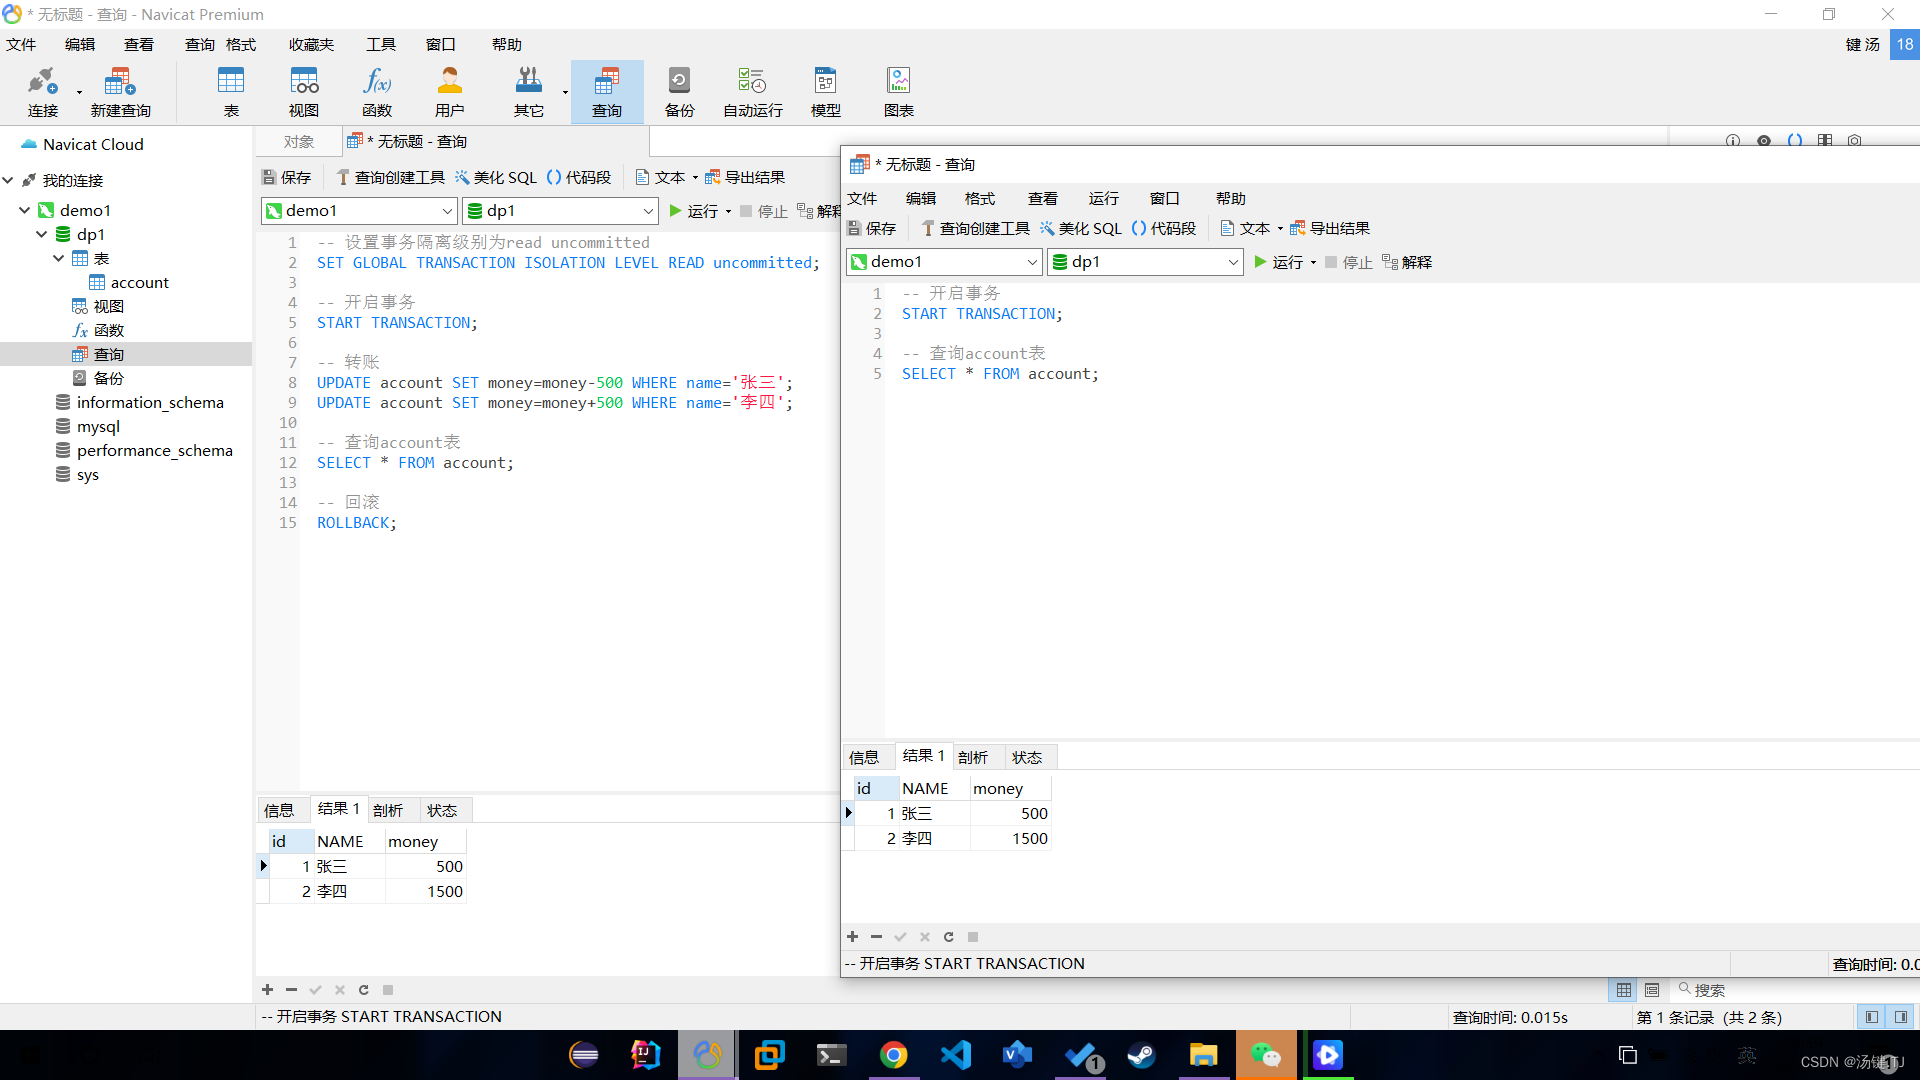 * 无标题 - 查询 - Navicat Premium
文件 编辑 查看 查询 格式 收藏夹 工具 窗口 帮助 键 汤 18
连接 新建查询 表 视图 函数 用户 其它 查询 备份 自动运行 模型 图表
Navicat Cloud
我的连接
demo1
dp1
表
account
视图
函数
查询
备份
information_schema
mysql
performance_schema
sys
对象 * 无标题 - 查询
保存 查询创建工具 美化 SQL () 代码段 文本 导出结果
demo1 dp1 运行 停止 解释
1 -- 设置事务隔离级别为read uncommitted
2 SET GLOBAL TRANSACTION ISOLATION LEVEL READ uncommitted;
3
4 -- 开启事务
5 START TRANSACTION;
6
7 -- 转账
8 UPDATE account SET money=money-500 WHERE name='张三';
9 UPDATE account SET money=money+500 WHERE name='李四';
10
11 -- 查询account表
12 SELECT * FROM account;
13
14 -- 回滚
15 ROLLBACK;
信息 结果 1 剖析 状态
id NAME money
1 张三 500
2 李四 1500
-- 开启事务 START TRANSACTION
* 无标题 - 查询
文件 编辑 格式 查看 运行 窗口 帮助
保存 查询创建工具 美化 SQL () 代码段 文本 导出结果
demo1 dp1 运行 停止 解释
1 -- 开启事务
2 START TRANSACTION;
3
4 -- 查询account表
5 SELECT * FROM account;
信息 结果 1 剖析 状态
id NAME money
1 张三 500
2 李四 1500
-- 开启事务 START TRANSACTION 查询时间: 0.0
搜索
查询时间: 0.015s 第 1 条记录 (共 2 条)
1
英
CSDN @汤键TJ